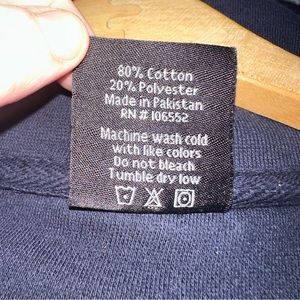 80% Cotton
20% Polyester
Made in Pakistan
RN # 106552
Machine wash cold
with like colors
Do not bleach
Tumble dry low